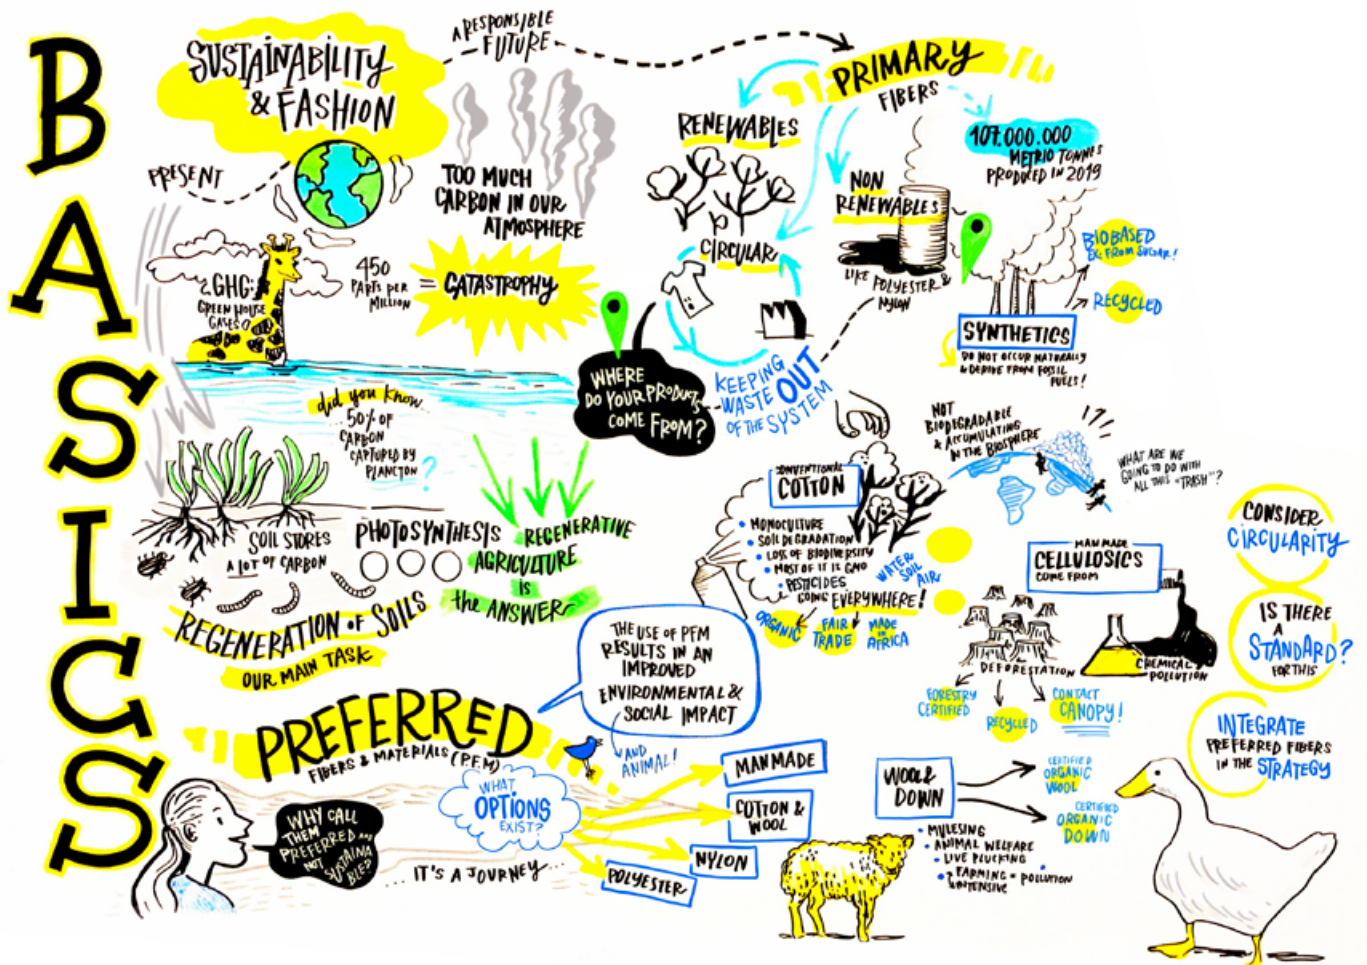 BASICS
SUSTAINABILITY
& FASHION
A RESPONSIBLE
FUTURE
PRESENT
TOO MUCH
CARBON IN OUR
ATMOSPHERE
GHG:
GREEN HOUSE
GASES
450
PARTS PER
MILLION
=
CATASTROPHY
did you know...
... 50% OF
CARBON
CAPTURED BY
PLANCTON?
SOIL STORES
A LOT OF CARBON
PHOTOSYNTHESIS
REGENERATIVE
AGRICULTURE
is
the ANSWER
REGENERATION OF SOILS
OUR MAIN TASK
PRIMARY
FIBERS
RENEWABLES
CIRCULAR
NON
RENEWABLES
LIKE POLYESTER &
NYLON
107.000.000
METRIC TONNES
PRODUCED IN 2019
WHERE
DO YOUR PRODUCTS
COME FROM?
KEEPING
WASTE OUT
OF THE SYSTEM
SYNTHETICS
DO NOT OCCUR NATURALLY
& DERIVE FROM FOSSIL
FUELS!
BIOBASED
EX: FROM SUGAR!
RECYCLED
NOT
BIODEGRADABLE
& ACCUMULATING
IN THE BIOSPHERE
WHAT ARE WE
GOING TO DO WITH
ALL THIS "TRASH"?
CONVENTIONAL
COTTON
• MONOCULTURE
• SOIL DEGRADATION
• LOSS OF BIODIVERSITY
• MOST OF IT IS GMO
• PESTICIDES
GOING EVERYWHERE!
WATER
SOIL
AIR
ORGANIC
FAIR
TRADE
MADE
IN
AFRICA
MAN MADE
CELLULOSICS
COME FROM
DEFORESTATION
CHEMICAL
POLLUTION
FORESTRY
CERTIFIED
RECYCLED
CONTACT
CANOPY!
CONSIDER
CIRCULARITY
IS THERE
A
STANDARD?
FOR THIS
INTEGRATE
PREFERRED FIBERS
IN THE STRATEGY
PREFERRED
FIBERS & MATERIALS (P.F.M)
THE USE OF PFM
RESULTS IN AN
IMPROVED
ENVIRONMENTAL &
SOCIAL IMPACT
AND
ANIMAL!
WHY CALL
THEM
PREFERRED AND
NOT SUSTAINA
BLE?
WHAT
OPTIONS
EXIST?
... IT'S A JOURNEY...
MANMADE
COTTON &
WOOL
NYLON
POLYESTER
WOOL &
DOWN
• MULESING
• ANIMAL WELFARE
• LIVE PLUCKING
• FARMING = POLLUTION
INTENSIVE
CERTIFIED
ORGANIC
WOOL
CERTIFIED
ORGANIC
DOWN